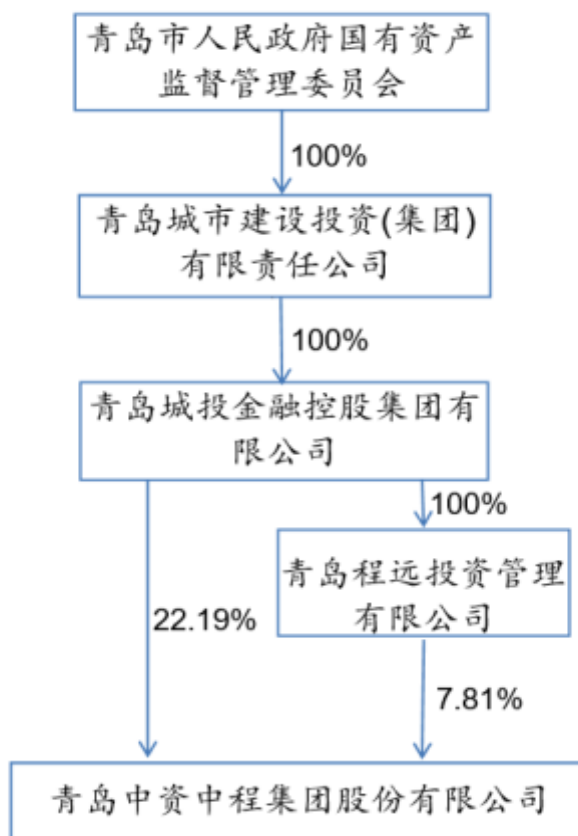 青岛市人民政府国有资产
监督管理委员会
100%
青岛城市建设投资(集团)
有限责任公司
100%
青岛城投金融控股集团有
限公司
100%
青岛程远投资管理
有限公司
22.19%
7.81%
青岛中资中程集团股份有限公司